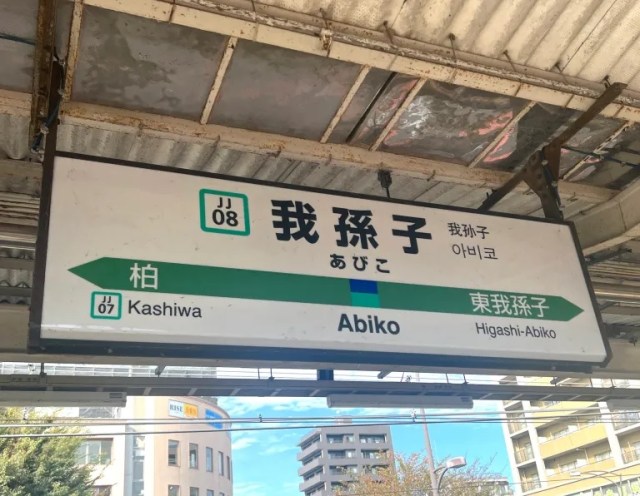 JJ
08
我孫子
あびこ
我孙子
아비코
柏
東我孫子
JJ
07
Kashiwa
Abiko
Higashi-Abiko